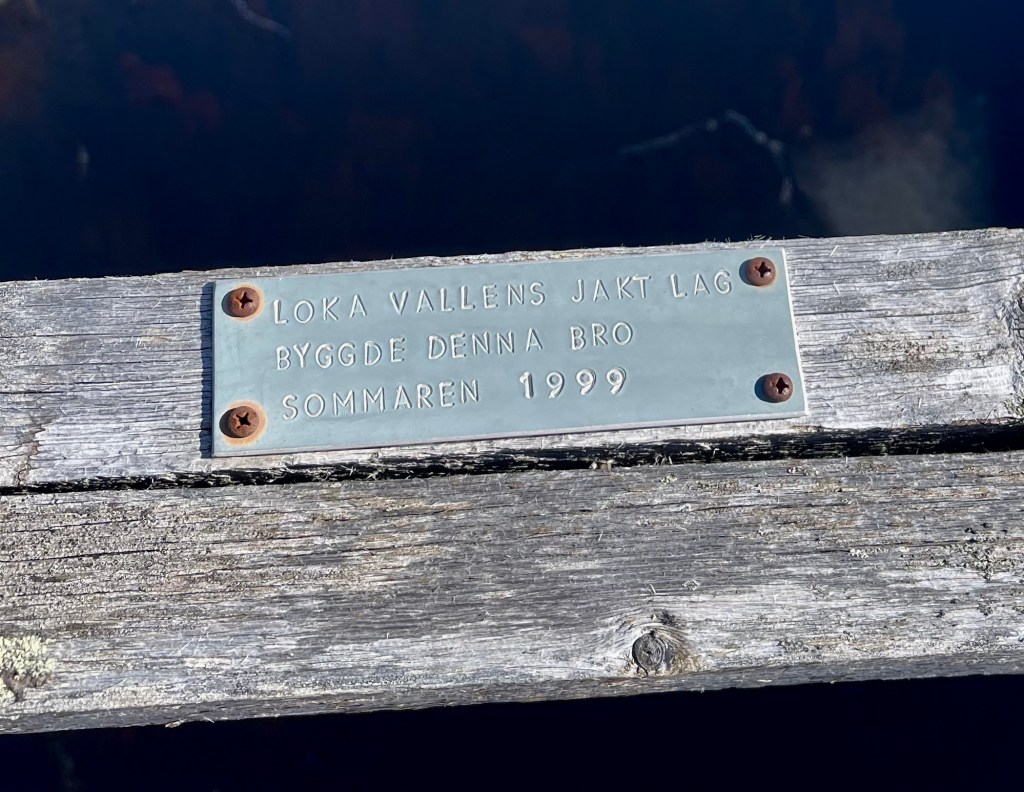 LOKA VALLENS JAKT LAG
BYGGDE DENNA BRO
SOMMAREN 1999